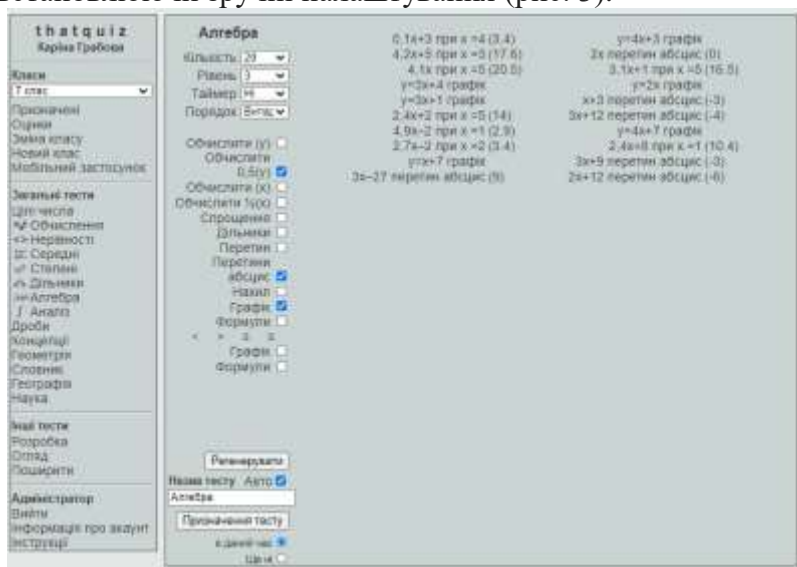 встановлюємо ручні налаштування (рис. 3).
thatquiz
Каріна Грабова
Класи
7 клас
Призначені
Оцінки
Зміна класу
Новий клас
Мобільний застосунок
Загальні тести
Цілі числа
Обчислення
Нерівності
Середні
Степені
Дільники
Алгебра
Аналіз
Дроби
Концепції
Геометрія
Словник
Географія
Наука
Інші тести
Розробка
Огляд
Поширити
Адміністратор
Вийти
Інформація про акаунт
Інструкції
Алгебра
Кількість 20
Рівень 3
Таймер Ні
Порядок
Обчислити (у)
Обчислити
0,5(у)
Обчислити (х)
Обчислити ½(х)
Спрощення
Дільники
Перетин
Перетини
абсцис
Нахил
Графік
Формули
< > ≤ ≥
Графік
Формули
Регенерувати
Назва тесту Авто
Алгебра
Призначення тесту
в даний час
Ще ні
0,1x+3 при x =4 (3.4)
4,2x+5 при x =3 (17.6)
4,1x при x =5 (20.5)
y=3x+4 графік
y=3x+1 графік
2,4x+2 при x =5 (14)
4,9x−2 при x =1 (2.9)
2,7x−2 при x =2 (3.4)
y=x+7 графік
3x−27 перетин абсцис (9)
y=4x+3 графік
2x перетин абсцис (0)
3,1x+1 при x =5 (16.5)
y=2x графік
x+3 перетин абсцис (-3)
3x+12 перетин абсцис (-4)
y=4x+7 графік
2,4x+8 при x =1 (10.4)
3x+9 перетин абсцис (-3)
2x+12 перетин абсцис (-6)